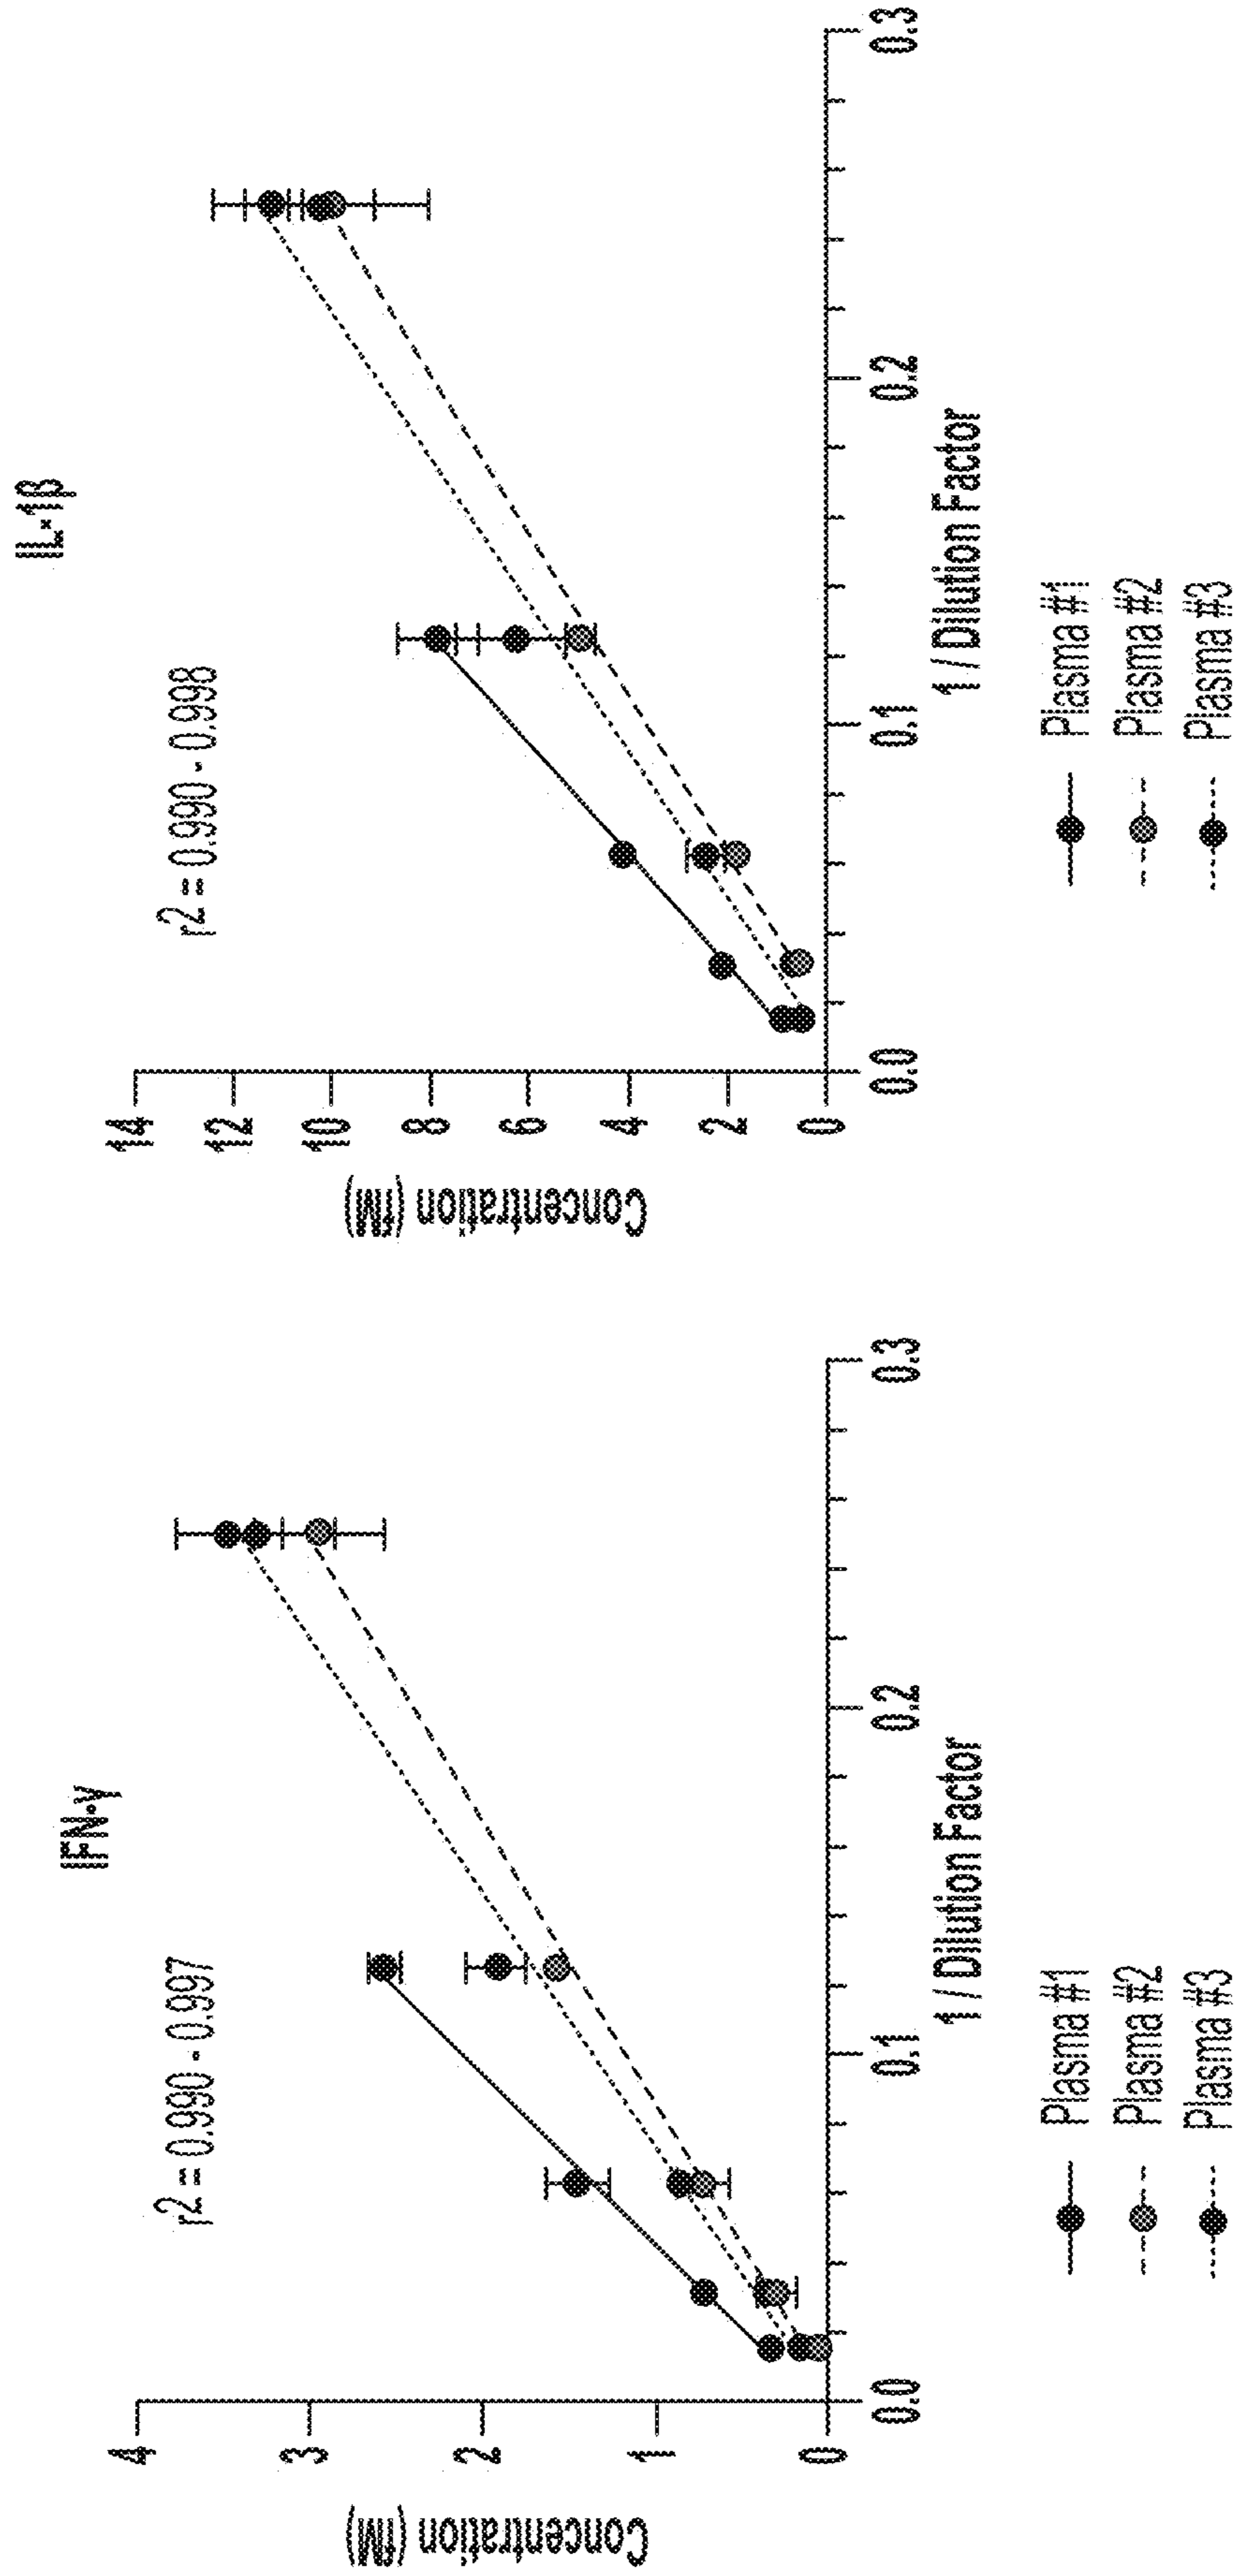 IFN-γ
r2 = 0.990 - 0.997
Concentration (fM)
4
3
2
1
0
0.0
0.1
0.2
0.3
1 / Dilution Factor
Plasma #1
Plasma #2
Plasma #3
IL-1β
r2 = 0.990 - 0.998
Concentration (fM)
14
12
10
8
6
4
2
0
0.0
0.1
0.2
0.3
1 / Dilution Factor
Plasma #1
Plasma #2
Plasma #3